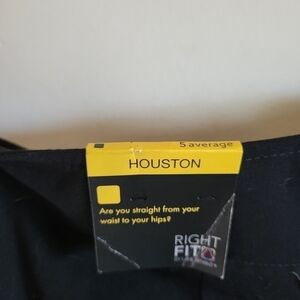 5 average
HOUSTON
Are you straight from your
waist to your hips?
RIGHT
FIT